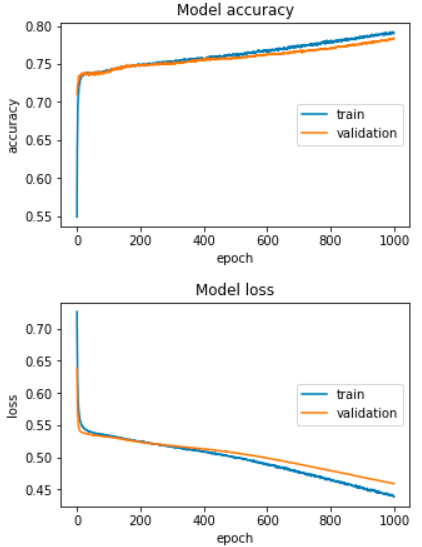 Model accuracy
0.80
0.75
0.70
0.65
0.60
0.55
accuracy
train
validation
0 200 400 600 800 1000
epoch
Model loss
0.70
0.65
0.60
0.55
0.50
0.45
loss
train
validation
0 200 400 600 800 1000
epoch